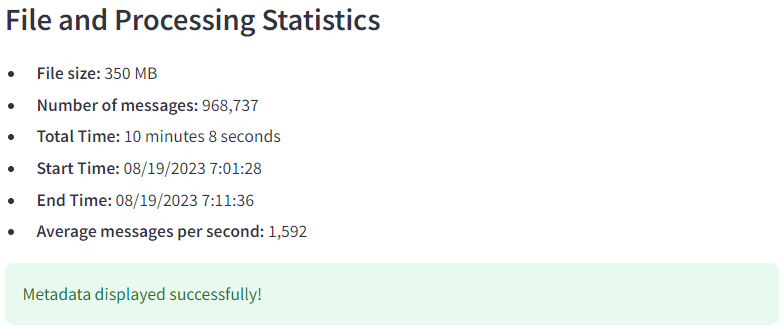 File and Processing Statistics
• File size: 350 MB
• Number of messages: 968,737
• Total Time: 10 minutes 8 seconds
• Start Time: 08/19/2023 7:01:28
• End Time: 08/19/2023 7:11:36
• Average messages per second: 1,592
Metadata displayed successfully!